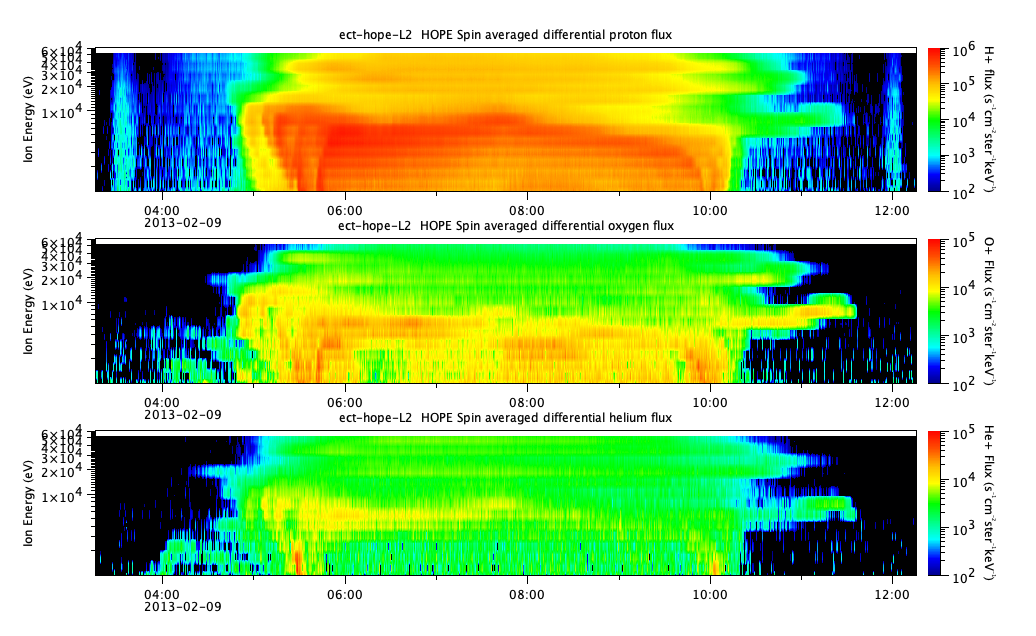 ect-hope-L2  HOPE Spin averaged differential proton flux
Ion Energy (eV)
6×10⁴
4×10⁴
3×10⁴
2×10⁴
1×10⁴
04:00 06:00 08:00 10:00 12:00
2013-02-09
10⁶
10⁵
10⁴
10³
10²
H+ flux (s⁻¹cm⁻²ster⁻¹keV⁻¹)
ect-hope-L2  HOPE Spin averaged differential oxygen flux
Ion Energy (eV)
6×10⁴
4×10⁴
3×10⁴
2×10⁴
1×10⁴
04:00 06:00 08:00 10:00 12:00
2013-02-09
10⁵
10⁴
10³
10²
O+ Flux (s⁻¹cm⁻²ster⁻¹keV⁻¹)
ect-hope-L2  HOPE Spin averaged differential helium flux
Ion Energy (eV)
6×10⁴
4×10⁴
3×10⁴
2×10⁴
1×10⁴
04:00 06:00 08:00 10:00 12:00
2013-02-09
10⁵
10⁴
10³
10²
He+ Flux (s⁻¹cm⁻²ster⁻¹keV⁻¹)